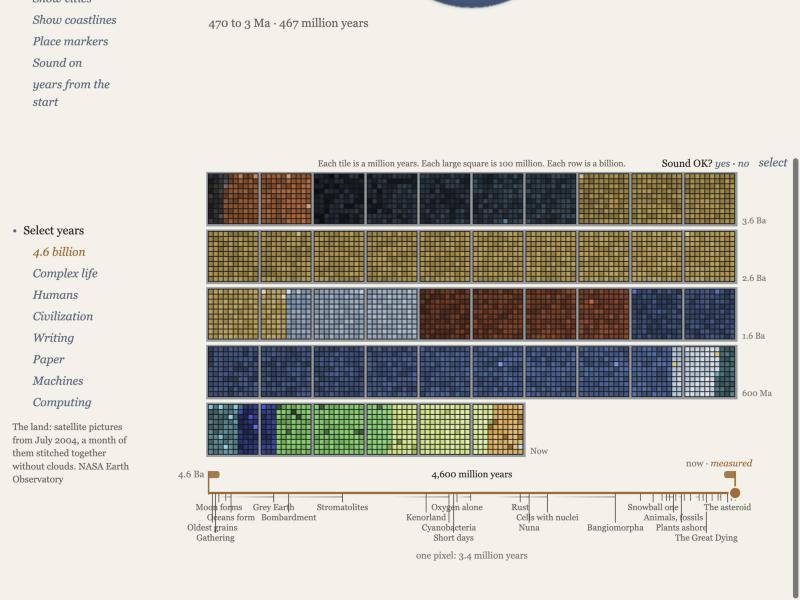 Show cities
Show coastlines
Place markers
Sound on
years from the
start
470 to 3 Ma · 467 million years
Each tile is a million years. Each large square is 100 million. Each row is a billion.
Sound OK? yes · no select
3.6 Ba
2.6 Ba
1.6 Ba
600 Ma
Now
• Select years
4.6 billion
Complex life
Humans
Civilization
Writing
Paper
Machines
Computing
The land: satellite pictures
from July 2004, a month of
them stitched together
without clouds. NASA Earth
Observatory
now · measured
4.6 Ba
4,600 million years
Moon forms Grey Earth Stromatolites Oxygen alone Rust Snowball one The asteroid
Oceans form Bombardment Kenorland Cells with nuclei Animals, fossils
Oldest grains Cyanobacteria Nuna Bangiomorpha Plants ashore
Gathering Short days The Great Dying
one pixel: 3.4 million years